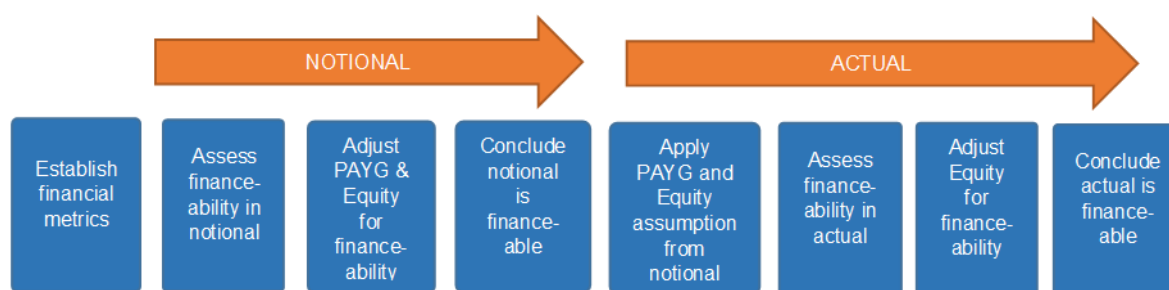 NOTIONAL
ACTUAL
Establish
financial
metrics
Assess
finance-
ability in
notional
Adjust
PAYG &
Equity
for
finance-
ability
Conclude
notional
is
finance-
able
Apply
PAYG and
Equity
assumption
from
notional
Assess
finance-
ability in
actual
Adjust
Equity
for
finance-
ability
Conclude
actual is
finance-
able